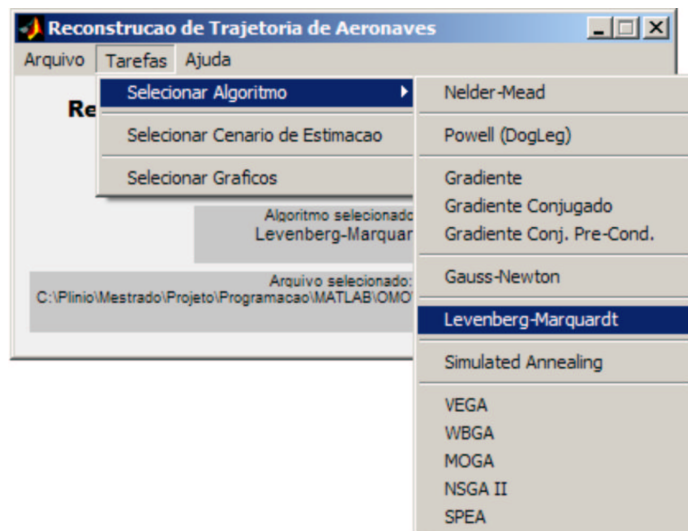 Reconstrucao de Trajetoria de Aeronaves
Arquivo Tarefas Ajuda
Selecionar Algoritmo
Selecionar Cenario de Estimacao
Selecionar Graficos
Re
Algoritmo selecionado
Levenberg-Marquar
Arquivo selecionado:
C:\Plinio\Mestrado\Projeto\Programacao\MATLAB\OMO
Nelder-Mead
Powell (DogLeg)
Gradiente
Gradiente Conjugado
Gradiente Conj. Pre-Cond.
Gauss-Newton
Levenberg-Marquardt
Simulated Annealing
VEGA
WBGA
MOGA
NSGA II
SPEA